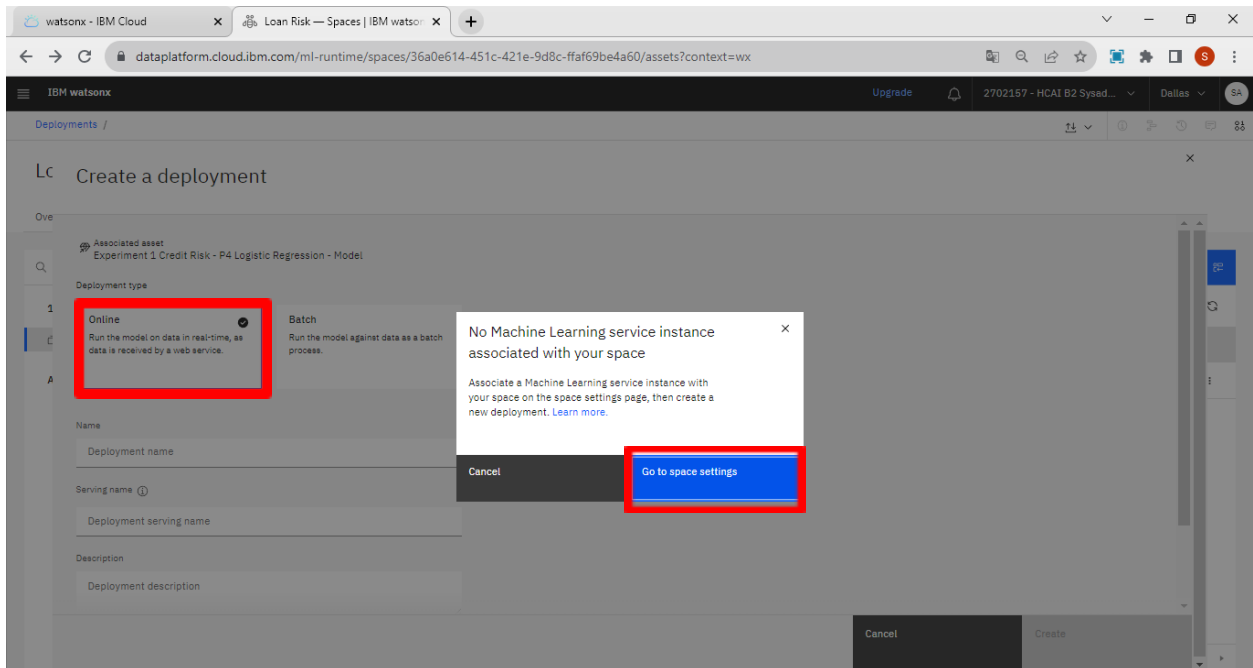 watsonx - IBM Cloud
Loan Risk — Spaces | IBM watson
dataplatform.cloud.ibm.com/ml-runtime/spaces/36a0e614-451c-421e-9d8c-ffaf69be4a60/assets?context=wx
S
IBM watsonx
Upgrade
2702157 - HCAI B2 Sysad...
Dallas
SA
Deployments /
Lo
Create a deployment
Ove
Associated asset
Experiment 1 Credit Risk - P4 Logistic Regression - Model
Deployment type
1
Online
Run the model on data in real-time, as
data is received by a web service.
Batch
Run the model against data as a batch
process.
A
No Machine Learning service instance
associated with your space
Associate a Machine Learning service instance with
your space on the space settings page, then create a
new deployment. Learn more.
Cancel
Go to space settings
Name
Deployment name
Serving name
Deployment serving name
Description
Deployment description
Cancel
Create